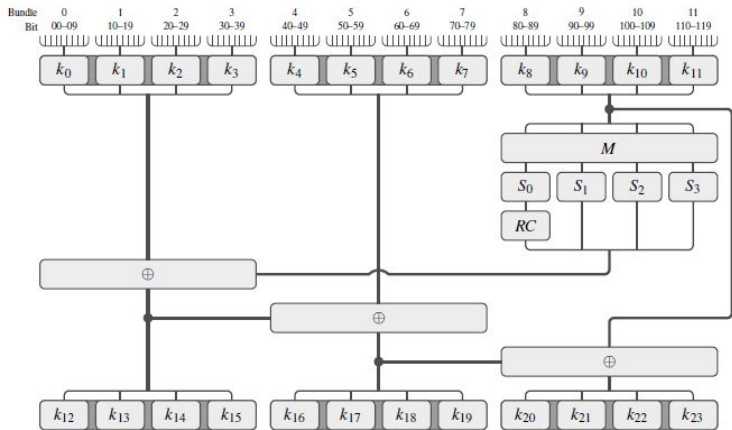 Bundle 0 1 2 3 4 5 6 7 8 9 10 11
Bit 00–09 10–19 20–29 30–39 40–49 50–59 60–69 70–79 80–89 90–99 100–109 110–119
k₀ k₁ k₂ k₃ k₄ k₅ k₆ k₇ k₈ k₉ k₁₀ k₁₁
M
S₀ S₁ S₂ S₃
RC
⊕
⊕
⊕
k₁₂ k₁₃ k₁₄ k₁₅ k₁₆ k₁₇ k₁₈ k₁₉ k₂₀ k₂₁ k₂₂ k₂₃